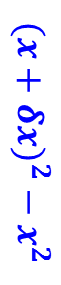 (x + δx)² − x²